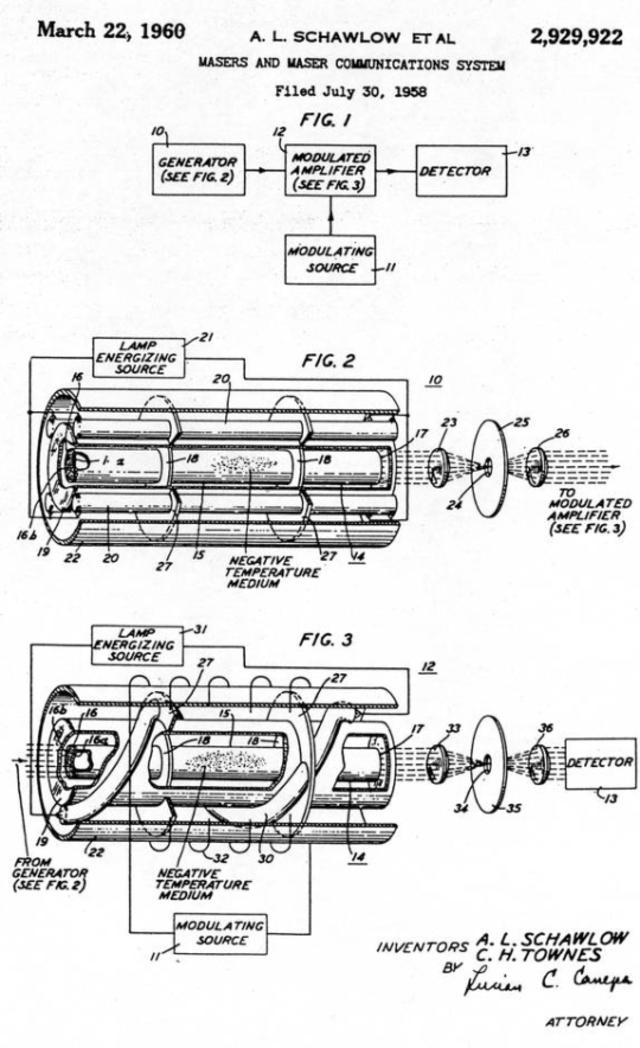 March 22, 1960
A. L. SCHAWLOW ET AL
2,929,922
MASERS AND MASER COMMUNICATIONS SYSTEM
Filed July 30, 1958
FIG. 1
10
GENERATOR
(SEE FIG. 2)
12
MODULATED
AMPLIFIER
(SEE FIG. 3)
13
DETECTOR
MODULATING
SOURCE
11
LAMP
ENERGIZING
SOURCE
21
FIG. 2
10
16
20
23
25
26
17
18
18
24
16b
19
22
20
27
15
27
14
NEGATIVE
TEMPERATURE
MEDIUM
TO
MODULATED
AMPLIFIER
(SEE FIG. 3)
LAMP
ENERGIZING
SOURCE
31
FIG. 3
12
27
27
16b
16
16a
15
18
18
17
33
36
34
35
DETECTOR
13
19
22
32
30
14
FROM
GENERATOR
(SEE FIG. 2)
NEGATIVE
TEMPERATURE
MEDIUM
MODULATING
SOURCE
11
INVENTORS A. L. SCHAWLOW
C. H. TOWNES
BY
Lucian C. Canepa
ATTORNEY